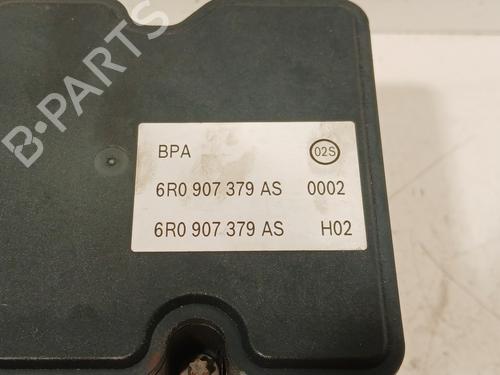 B-PARTS
BPA 02S
6R0 907 379 AS 0002
6R0 907 379 AS H02